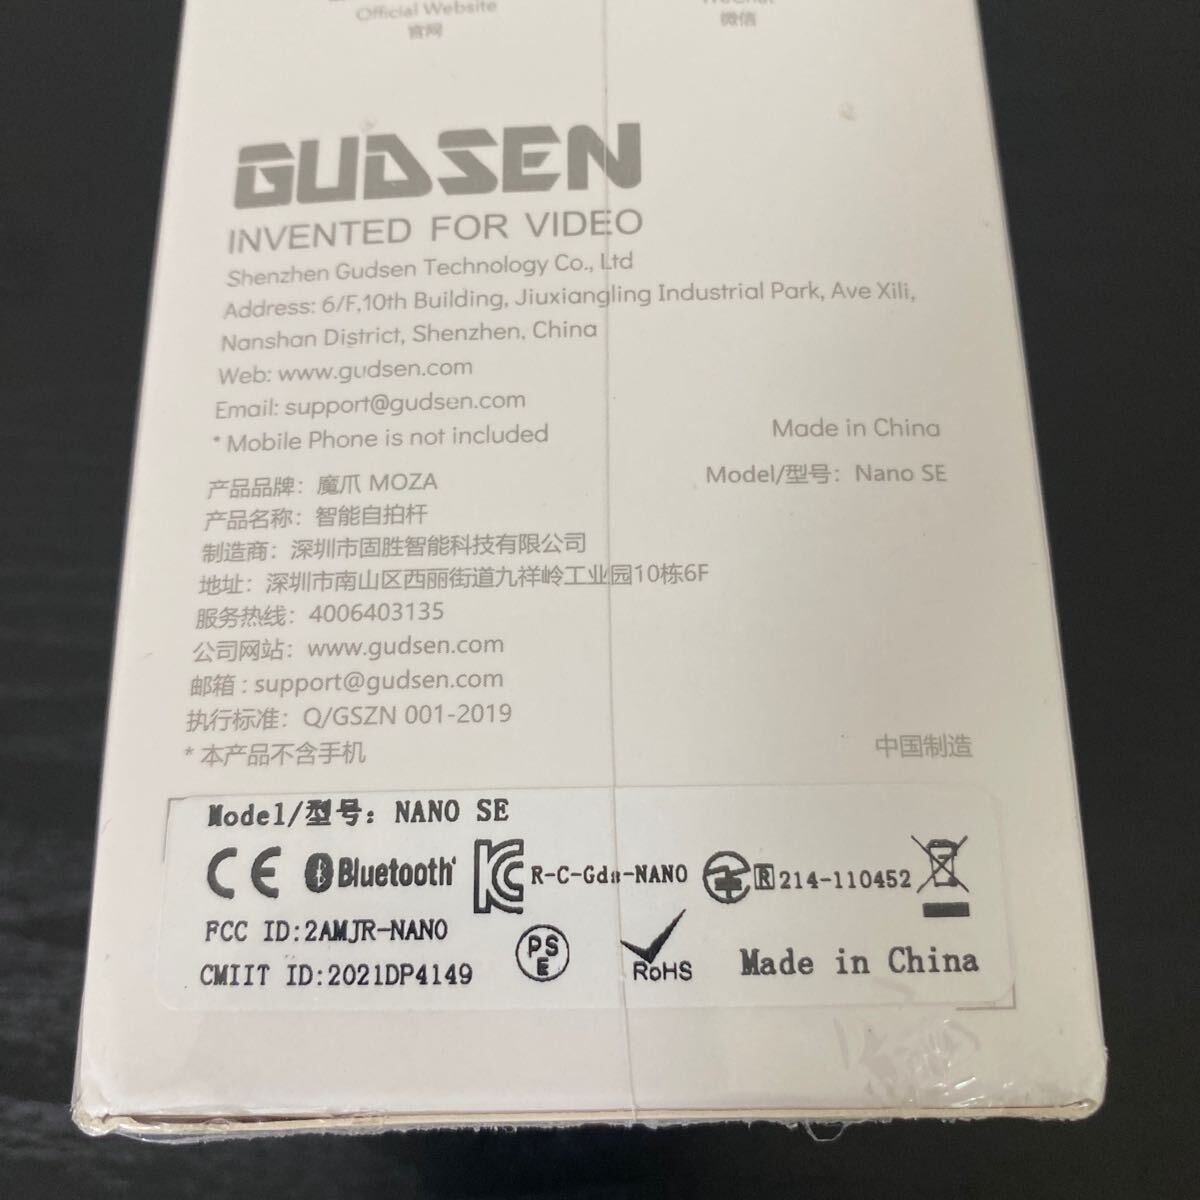 Official Website
官网
WeChat
微信
GUDSEN
INVENTED FOR VIDEO
Shenzhen Gudsen Technology Co., Ltd
Address: 6/F,10th Building, Jiuxiangling Industrial Park, Ave Xili,
Nanshan District, Shenzhen, China
Web: www.gudsen.com
Email: support@gudsen.com
* Mobile Phone is not included
Made in China
Model/型号: Nano SE
产品品牌: 魔爪 MOZA
产品名称: 智能自拍杆
制造商: 深圳市固胜智能科技有限公司
地址: 深圳市南山区西丽街道九祥岭工业园10栋6F
服务热线: 4006403135
公司网站: www.gudsen.com
邮箱 : support@gudsen.com
执行标准: Q/GSZN 001-2019
* 本产品不含手机
中国制造
Model/型号: NANO SE
CE Bluetooth KC R-C-Gds-NANO R 214-110452
FCC ID:2AMJR-NANO
CMIIT ID:2021DP4149
PSE
RoHS
Made in China